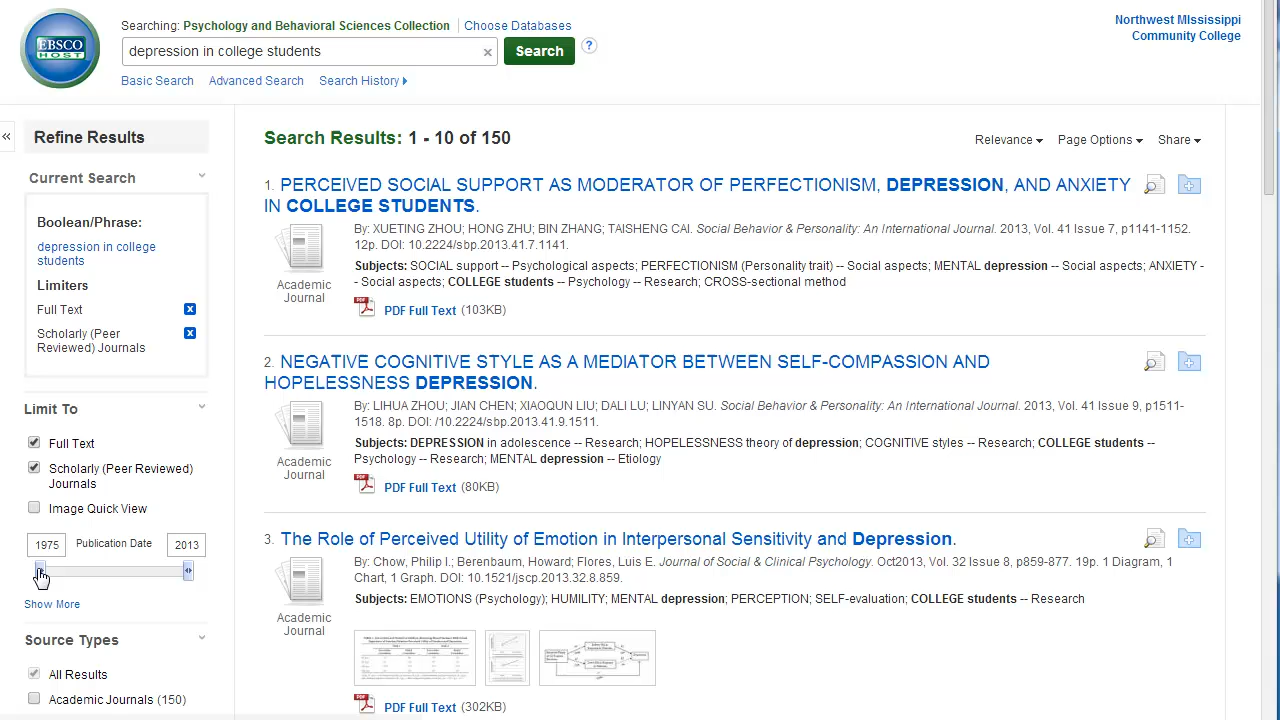 Searching: Psychology and Behavioral Sciences Collection Choose Databases
Northwest MIssissippi
Community College
EBSCO
HOST
depression in college students × Search ?
Basic Search Advanced Search Search History
«
Refine Results
Current Search
Boolean/Phrase:
depression in college
students
Limiters
Full Text
Scholarly (Peer
Reviewed) Journals
Limit To
Full Text
Scholarly (Peer Reviewed)
Journals
Image Quick View
1975 Publication Date 2013
Show More
Source Types
All Results
Academic Journals (150)
Search Results: 1 - 10 of 150
Relevance Page Options Share
1. PERCEIVED SOCIAL SUPPORT AS MODERATOR OF PERFECTIONISM, DEPRESSION, AND ANXIETY
IN COLLEGE STUDENTS.
By: XUETING ZHOU; HONG ZHU; BIN ZHANG; TAISHENG CAI. Social Behavior & Personality: An International Journal. 2013, Vol. 41 Issue 7, p1141-1152.
12p. DOI: 10.2224/sbp.2013.41.7.1141.
Subjects: SOCIAL support -- Psychological aspects; PERFECTIONISM (Personality trait) -- Social aspects; MENTAL depression -- Social aspects; ANXIETY -
- Social aspects; COLLEGE students -- Psychology -- Research; CROSS-sectional method
Academic
Journal
PDF Full Text (103KB)
2. NEGATIVE COGNITIVE STYLE AS A MEDIATOR BETWEEN SELF-COMPASSION AND
HOPELESSNESS DEPRESSION.
By: LIHUA ZHOU; JIAN CHEN; XIAOQUN LIU; DALI LU; LINYAN SU. Social Behavior & Personality: An International Journal. 2013, Vol. 41 Issue 9, p1511-
1518. 8p. DOI: /10.2224/sbp.2013.41.9.1511.
Subjects: DEPRESSION in adolescence -- Research; HOPELESSNESS theory of depression; COGNITIVE styles -- Research; COLLEGE students --
Psychology -- Research; MENTAL depression -- Etiology
Academic
Journal
PDF Full Text (80KB)
3. The Role of Perceived Utility of Emotion in Interpersonal Sensitivity and Depression.
By: Chow, Philip I.; Berenbaum, Howard; Flores, Luis E. Journal of Social & Clinical Psychology. Oct2013, Vol. 32 Issue 8, p859-877. 19p. 1 Diagram, 1
Chart, 1 Graph. DOI: 10.1521/jscp.2013.32.8.859.
Subjects: EMOTIONS (Psychology); HUMILITY; MENTAL depression; PERCEPTION; SELF-evaluation; COLLEGE students -- Research
Academic
Journal
PDF Full Text (302KB)